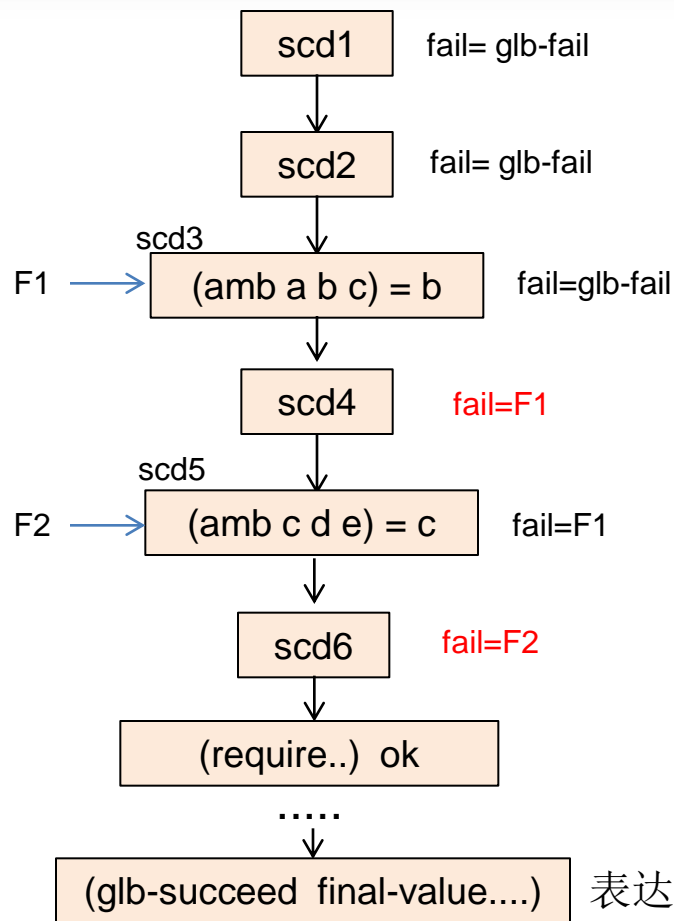 scd1 fail= glb-fail
scd2 fail= glb-fail
scd3
F1 (amb a b c) = b fail=glb-fail
scd4 fail=F1
scd5
F2 (amb c d e) = c fail=F1
scd6 fail=F2
(require..) ok
.....
(glb-succeed final-value....) 表达